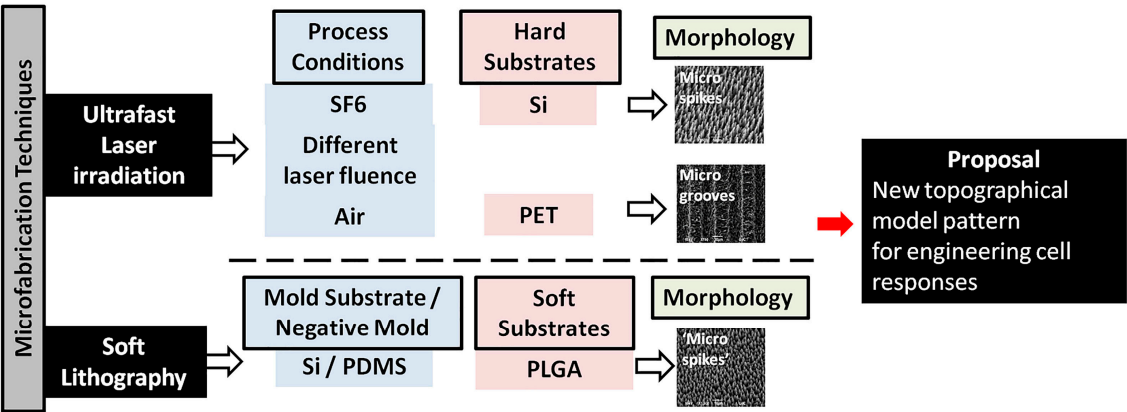 Microfabrication Techniques
Ultrafast
Laser
irradiation
Process
Conditions
SF6
Different
laser fluence
Air
Hard
Substrates
Si
PET
Morphology
Micro
spikes
Micro
grooves
Proposal
New topographical
model pattern
for engineering cell
responses
Soft
Lithography
Mold Substrate /
Negative Mold
Si / PDMS
Soft
Substrates
PLGA
Morphology
'Micro
spikes'